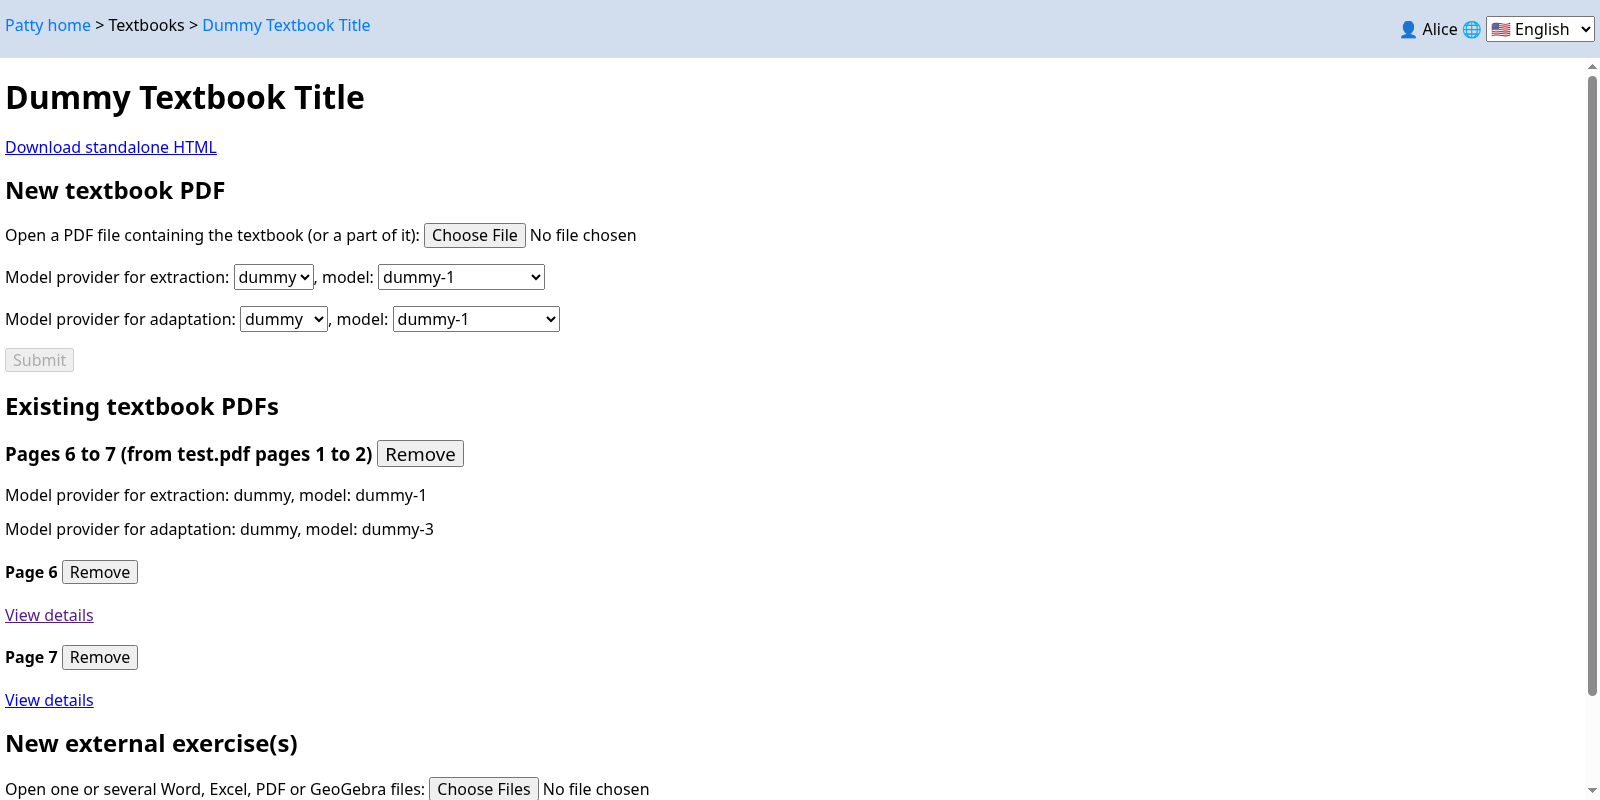 Patty home > Textbooks > Dummy Textbook Title
👤 Alice 🌐 🇺🇸 English
Dummy Textbook Title
Download standalone HTML
New textbook PDF
Open a PDF file containing the textbook (or a part of it): Choose File No file chosen
Model provider for extraction: dummy, model: dummy-1
Model provider for adaptation: dummy, model: dummy-1
Submit
Existing textbook PDFs
Pages 6 to 7 (from test.pdf pages 1 to 2) Remove
Model provider for extraction: dummy, model: dummy-1
Model provider for adaptation: dummy, model: dummy-3
Page 6 Remove
View details
Page 7 Remove
View details
New external exercise(s)
Open one or several Word, Excel, PDF or GeoGebra files: Choose Files No file chosen